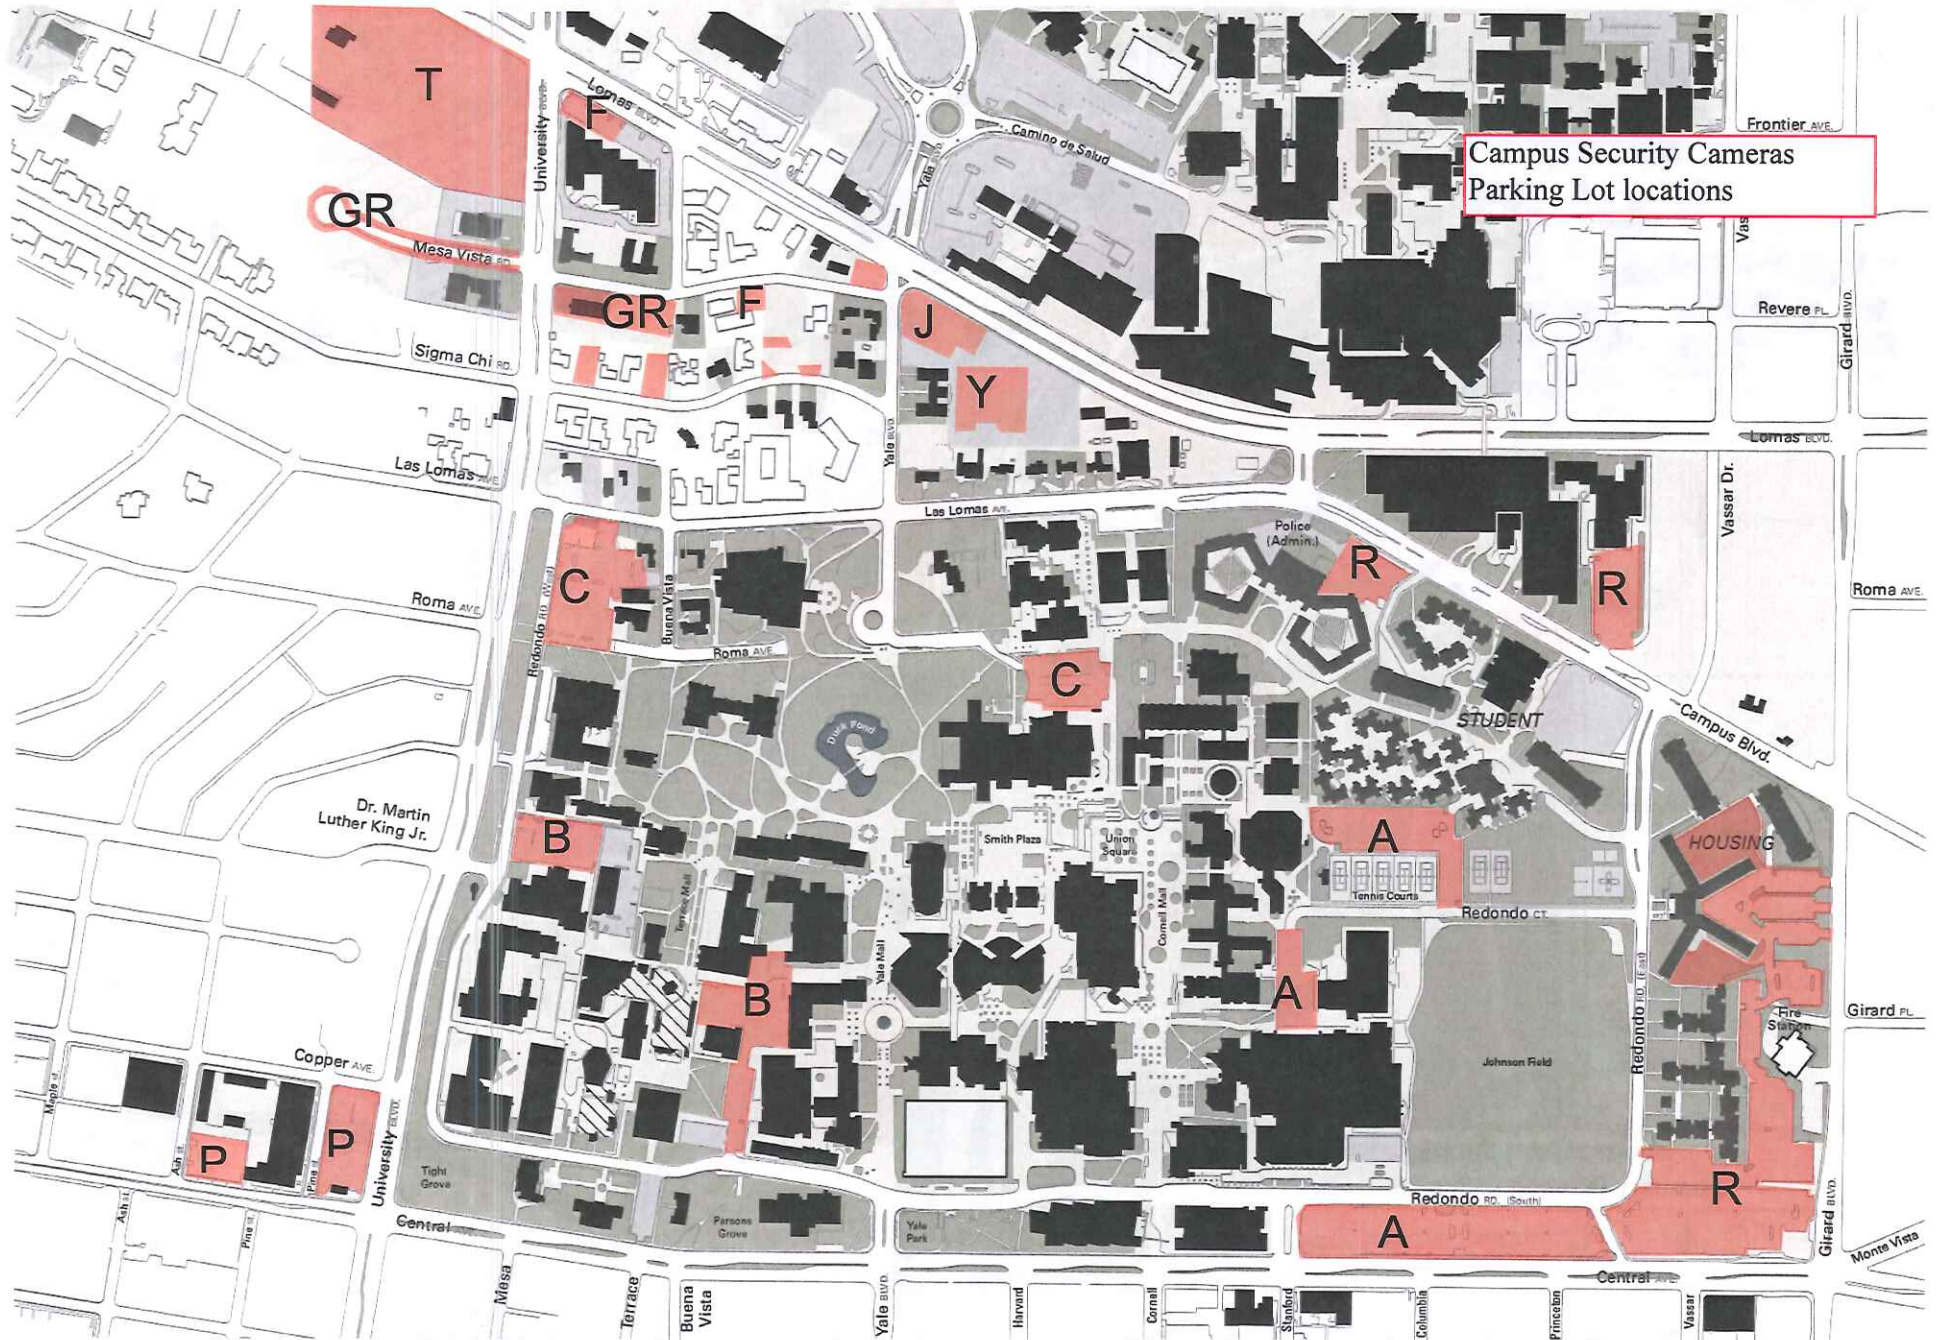 T
Lomas BLVD.
F
University BLVD.
Camino de Salud
Yale BLVD.
Frontier AVE.
Campus Security Cameras
Parking Lot locations
GR
Mesa Vista RD.
GR
F
J
Revere PL.
Girard BLVD.
Sigma Chi RD.
Y
Yale BLVD.
Lomas BLVD.
Las Lomas AVE.
Las Lomas AVE.
Vassar Dr.
Police
(Admin.)
R
R
C
Redondo RD. (West)
Buena Vista
Roma AVE.
Roma AVE.
Roma AVE.
C
Duck Pond
STUDENT
Campus Blvd.
Dr. Martin
Luther King Jr.
B
Smith Plaza
Union
Square
A
HOUSING
Tennis Courts
Terrace Mall
Cornell Mall
Redondo CT.
Yale Mall
B
A
Redondo RD. (East)
Girard PL.
Fire
Station
Copper AVE.
Johnson Field
Maple St.
P
P
Ash St.
Pine St.
University BLVD.
Tight
Grove
R
Redondo RD. (South)
A
Girard BLVD.
Central AVE.
Parsons
Grove
Yale
Park
Ash St.
Pine St.
Monte Vista
Central AVE.
Mesa
Terrace
Buena
Vista
Yale BLVD.
Harvard
Cornell
Stanford
Columbia
Princeton
Vassar